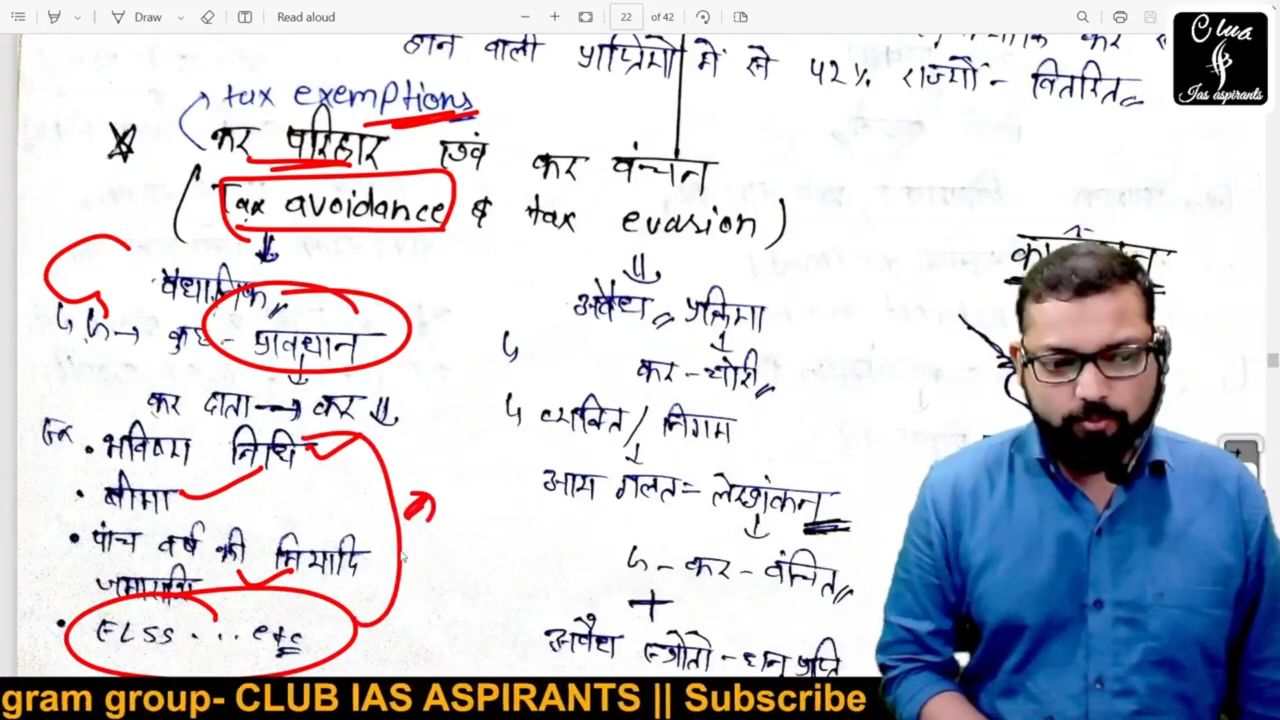 Draw
Read aloud
22 of 42
Club
Ias aspirants
वाली प्राप्तियों में से 42% राज्यों - वितरित
tax exemptions
कर परिहार एवं कर वंचन
(Tax avoidance & tax evasion)
वैधानिक
कुछ - प्रावधान
कर दाता → कर ⇓
Ex • भविष्य निधि
• बीमा
• पांच वर्ष की मियादि
जमाराशि
• ELSS ... etc
अवैध प्रक्रिया
कर - चोरी
व्यक्ति / निगम
आय गलत = लेखांकन
कर - वंचित
+
अवैध स्त्रोतो - धन प्राप्ति
gram group- CLUB IAS ASPIRANTS || Subscribe